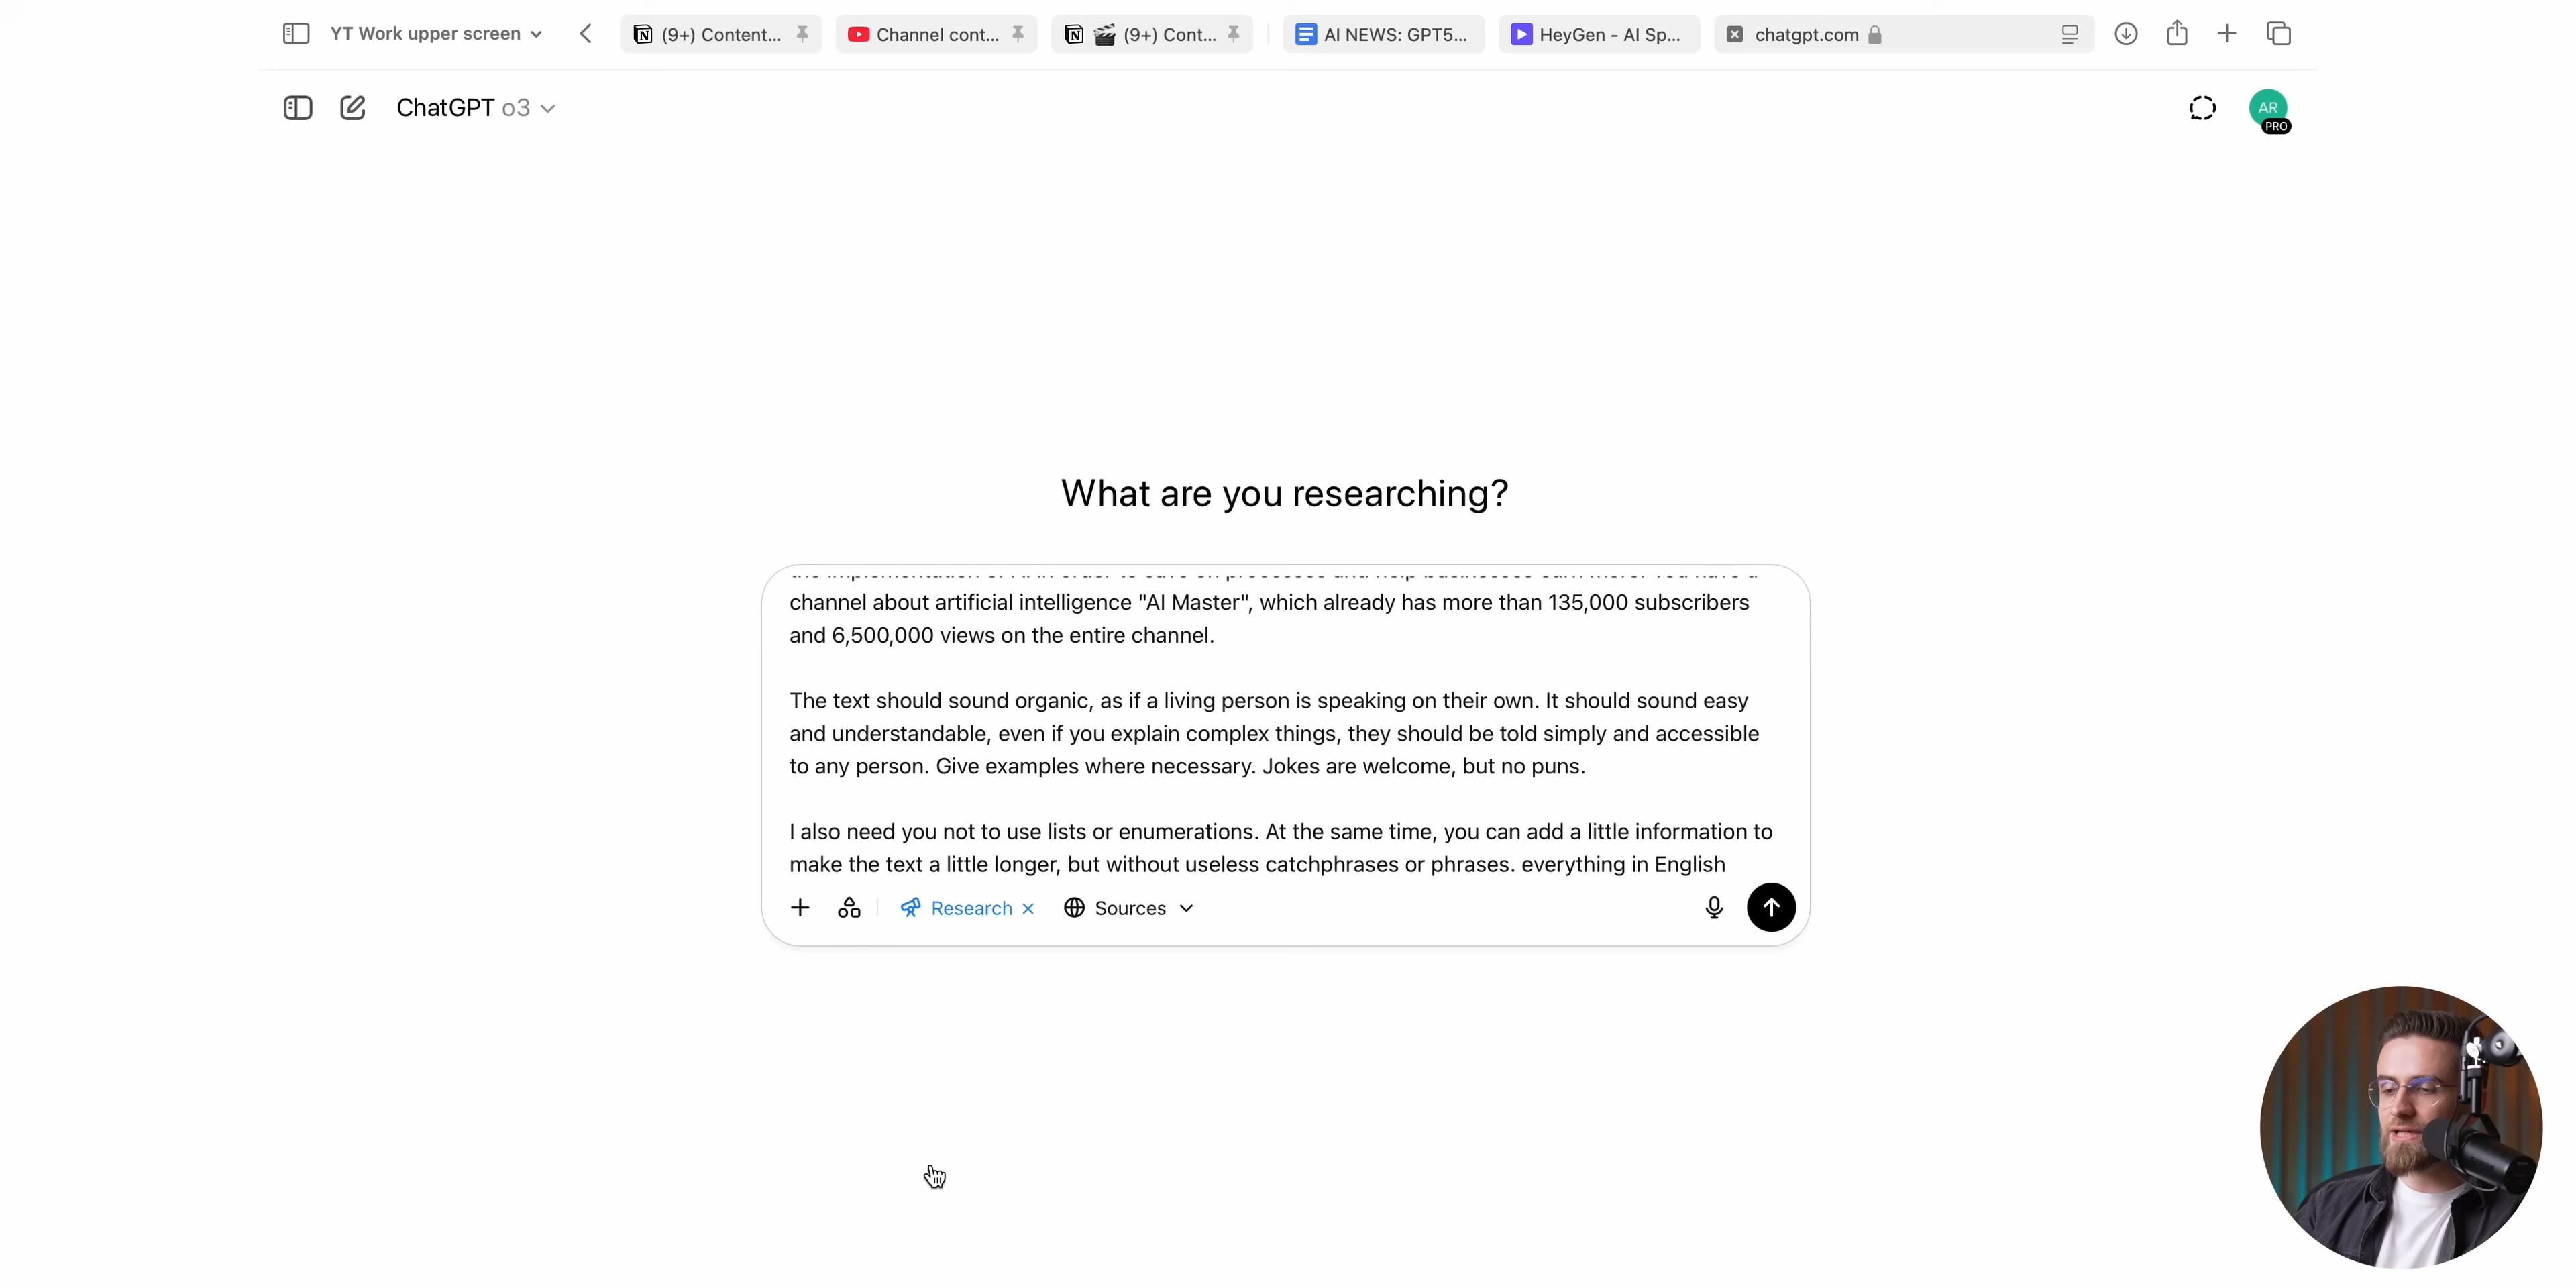 YT Work upper screen
(9+) Content...
Channel cont...
(9+) Cont...
AI NEWS: GPT5...
HeyGen - AI Sp...
chatgpt.com
ChatGPT o3
AR
PRO
What are you researching?
channel about artificial intelligence "AI Master", which already has more than 135,000 subscribers
and 6,500,000 views on the entire channel.
The text should sound organic, as if a living person is speaking on their own. It should sound easy
and understandable, even if you explain complex things, they should be told simply and accessible
to any person. Give examples where necessary. Jokes are welcome, but no puns.
I also need you not to use lists or enumerations. At the same time, you can add a little information to
make the text a little longer, but without useless catchphrases or phrases. everything in English
Research
Sources